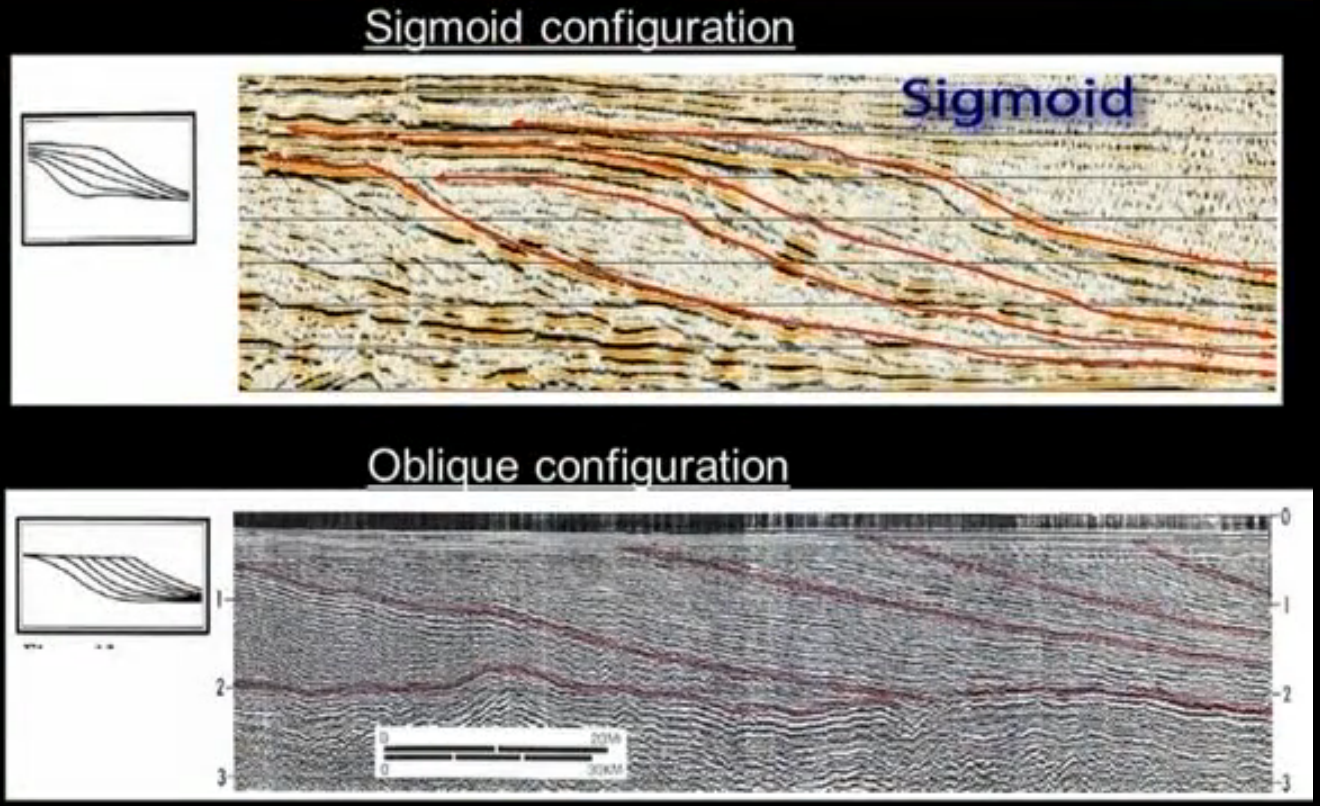 Sigmoid configuration
Sigmoid
Oblique configuration
0
1
1
2
2
3
3
0 20MI
0 30KM